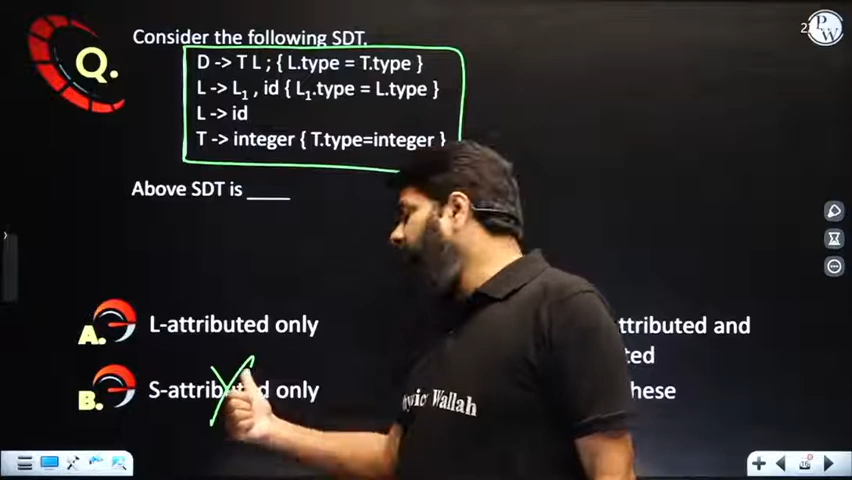 Q.
Consider the following SDT.
D -> T L ; { L.type = T.type }
L -> L1 , id { L1.type = L.type }
L -> id
T -> integer { T.type=integer }
Above SDT is ____
A. L-attributed only
B. S-attributed only
ttributed and
ted
hese
Wallah
P
W